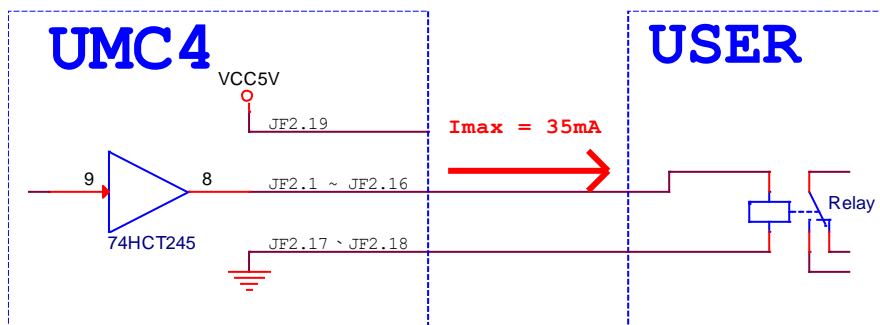 UMC4
USER
VCC5V
JF2.19
Imax = 35mA
9
8
JF2.1 ~ JF2.16
Relay
74HCT245
JF2.17、JF2.18